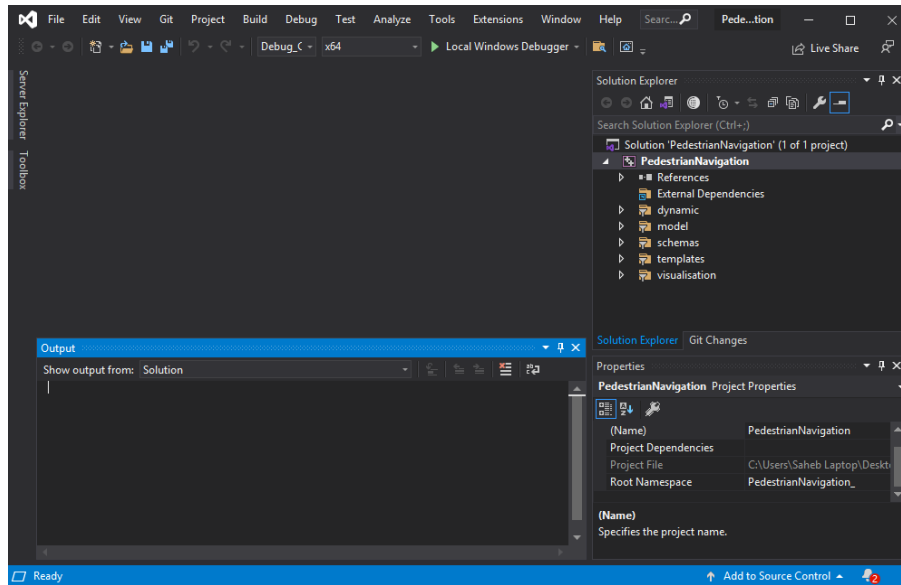 File Edit View Git Project Build Debug Test Analyze Tools Extensions Window Help Searc... Pede...tion
Debug_C x64 Local Windows Debugger Live Share
Server Explorer
Toolbox
Solution Explorer
Search Solution Explorer (Ctrl+;)
Solution 'PedestrianNavigation' (1 of 1 project)
PedestrianNavigation
References
External Dependencies
dynamic
model
schemas
templates
visualisation
Solution Explorer Git Changes
Output
Show output from: Solution
Properties
PedestrianNavigation Project Properties
(Name) PedestrianNavigation
Project Dependencies
Project File C:\Users\Saheb Laptop\Deskt
Root Namespace PedestrianNavigation_
(Name)
Specifies the project name.
Ready Add to Source Control 2